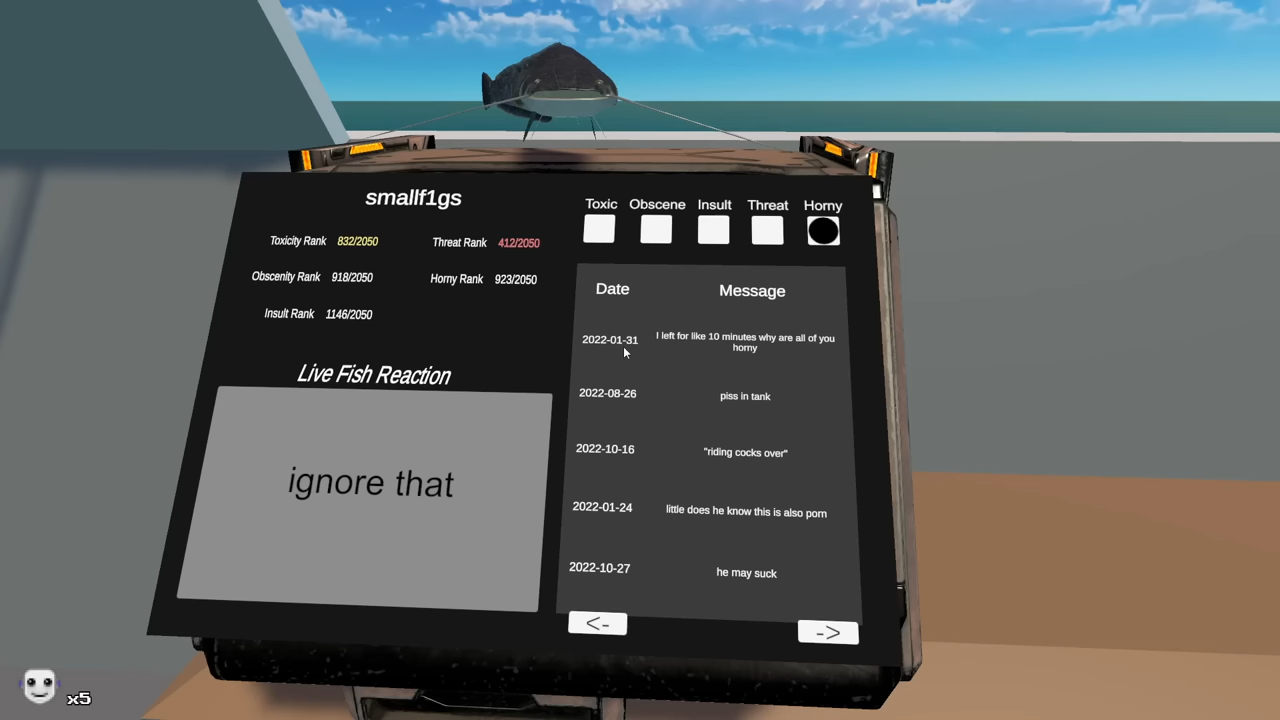 smallf1gs
Toxicity Rank 832/2050
Threat Rank 412/2050
Obscenity Rank 918/2050
Horny Rank 923/2050
Insult Rank 1146/2050
Live Fish Reaction
ignore that
Toxic Obscene Insult Threat Horny
Date Message
2022-01-31 I left for like 10 minutes why are all of you
horny
2022-08-26 piss in tank
2022-10-16 "riding cocks over"
2022-01-24 little does he know this is also porn
2022-10-27 he may suck
<- ->
x5